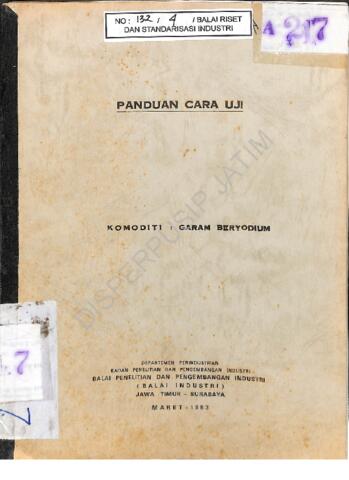 NO : 132 / 4 / BALAI RISET
DAN STANDARISASI INDUSTRI
A 217
PANDUAN CARA UJI
KOMODITI : GARAM BERYODIUM
DISPERPUSIP JATIM
.7
DEPARTEMEN PERINDUSTRIAN
BADAN PENELITIAN DAN PENGEMBANGAN INDUSTRI
BALAI PENELITIAN DAN PENGEMBANGAN INDUSTRI
( BALAI INDUSTRI )
JAWA TIMUR - SURABAYA
MARET - 1983